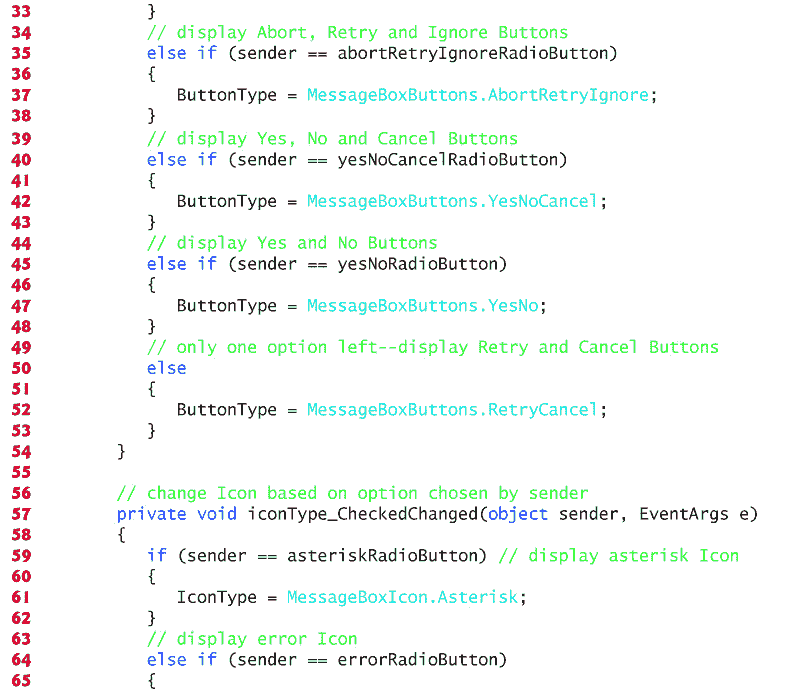 33 }
34 // display Abort, Retry and Ignore Buttons
35 else if (sender == abortRetryIgnoreRadioButton)
36 {
37 ButtonType = MessageBoxButtons.AbortRetryIgnore;
38 }
39 // display Yes, No and Cancel Buttons
40 else if (sender == yesNoCancelRadioButton)
41 {
42 ButtonType = MessageBoxButtons.YesNoCancel;
43 }
44 // display Yes and No Buttons
45 else if (sender == yesNoRadioButton)
46 {
47 ButtonType = MessageBoxButtons.YesNo;
48 }
49 // only one option left--display Retry and Cancel Buttons
50 else
51 {
52 ButtonType = MessageBoxButtons.RetryCancel;
53 }
54 }
55
56 // change Icon based on option chosen by sender
57 private void iconType_CheckedChanged(object sender, EventArgs e)
58 {
59 if (sender == asteriskRadioButton) // display asterisk Icon
60 {
61 IconType = MessageBoxIcon.Asterisk;
62 }
63 // display error Icon
64 else if (sender == errorRadioButton)
65 {